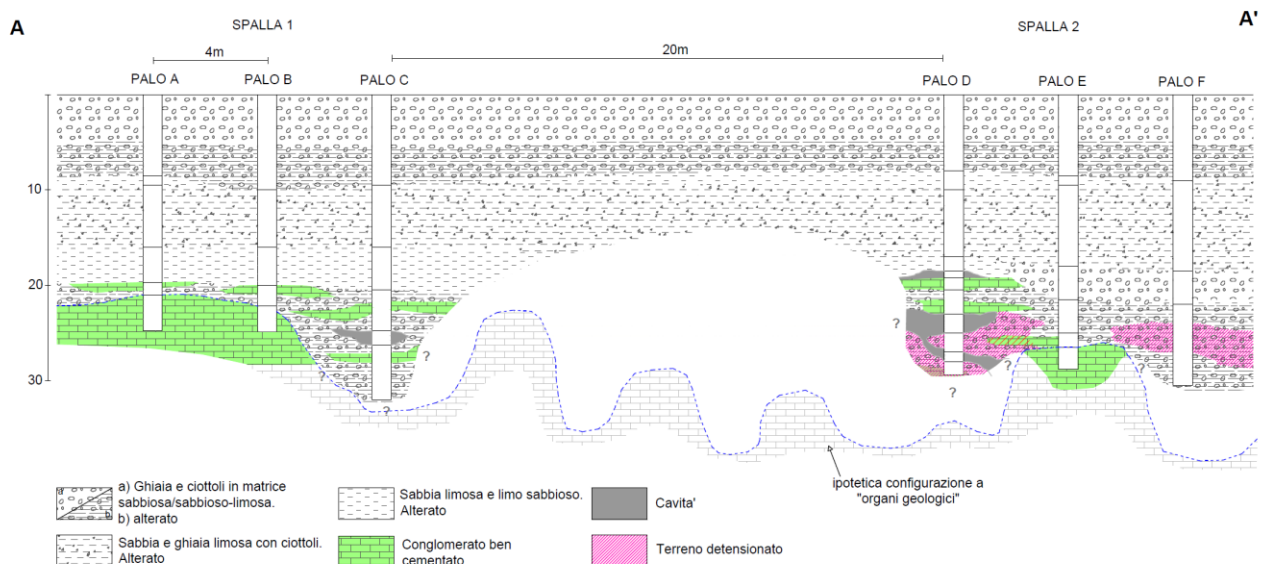 A
SPALLA 1
SPALLA 2
A'
4m
20m
PALO A
PALO B
PALO C
PALO D
PALO E
PALO F
10
20
30
?
?
?
?
?
?
?
?
ipotetica configurazione a
"organi geologici"
a
b
a) Ghiaia e ciottoli in matrice
sabbiosa/sabbioso-limosa.
b) alterato
Sabbia limosa e limo sabbioso.
Alterato
Cavita'
Sabbia e ghiaia limosa con ciottoli.
Alterato
Conglomerato ben
cementato
Terreno detensionato